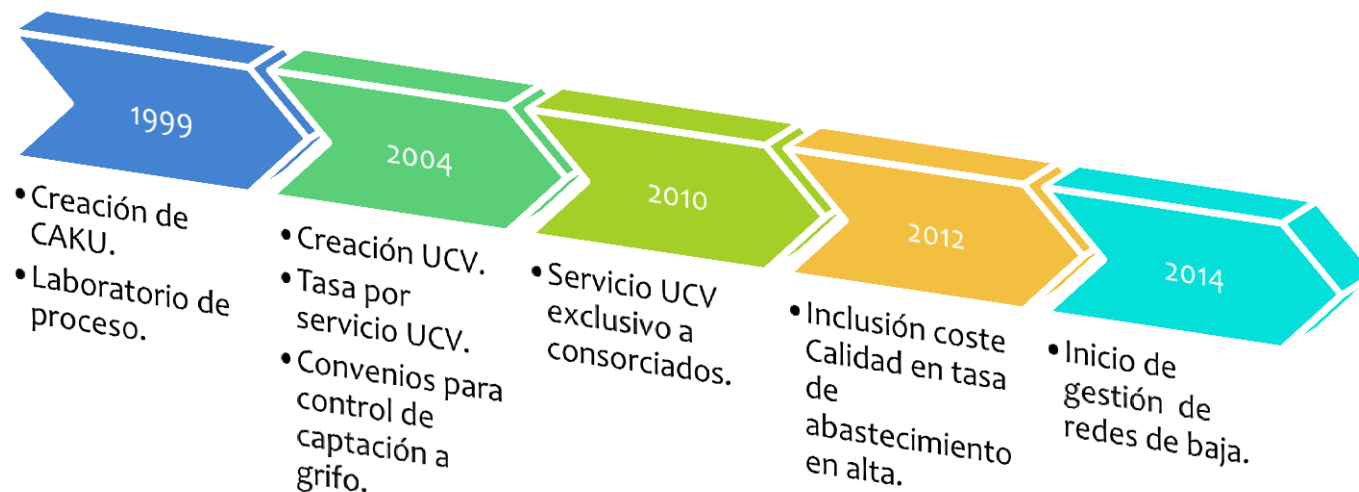 1999
• Creación de
CAKU.
• Laboratorio de
proceso.
2004
• Creación UCV.
• Tasa por
servicio UCV.
• Convenios para
control de
captación a
grifo.
2010
• Servicio UCV
exclusivo a
consorciados.
2012
• Inclusión coste
Calidad en tasa
de
abastecimiento
en alta.
2014
• Inicio de
gestión de
redes de baja.